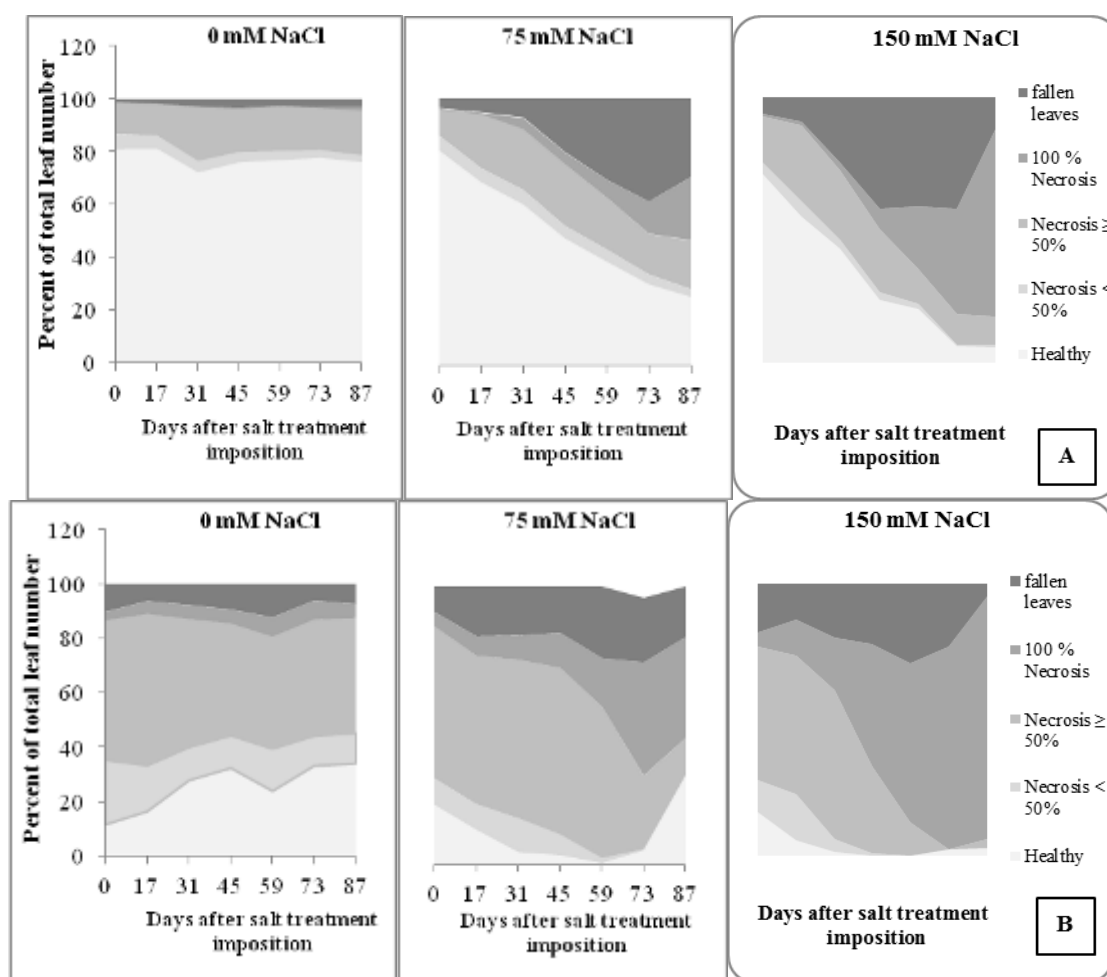 0 mM NaCl
75 mM NaCl
150 mM NaCl
Percent of total leaf number
120
100
80
60
40
20
0
0 17 31 45 59 73 87
Days after salt treatment
imposition
0 17 31 45 59 73 87
Days after salt treatment
imposition
Days after salt treatment
imposition
fallen
leaves
100 %
Necrosis
Necrosis ≥
50%
Necrosis <
50%
Healthy
A
0 mM NaCl
75 mM NaCl
150 mM NaCl
Percent of total leaf number
120
100
80
60
40
20
0
0 17 31 45 59 73 87
Days after salt treatment
imposition
0 17 31 45 59 73 87
Days after salt treatment
imposition
Days after salt treatment
imposition
fallen
leaves
100 %
Necrosis
Necrosis ≥
50%
Necrosis <
50%
Healthy
B